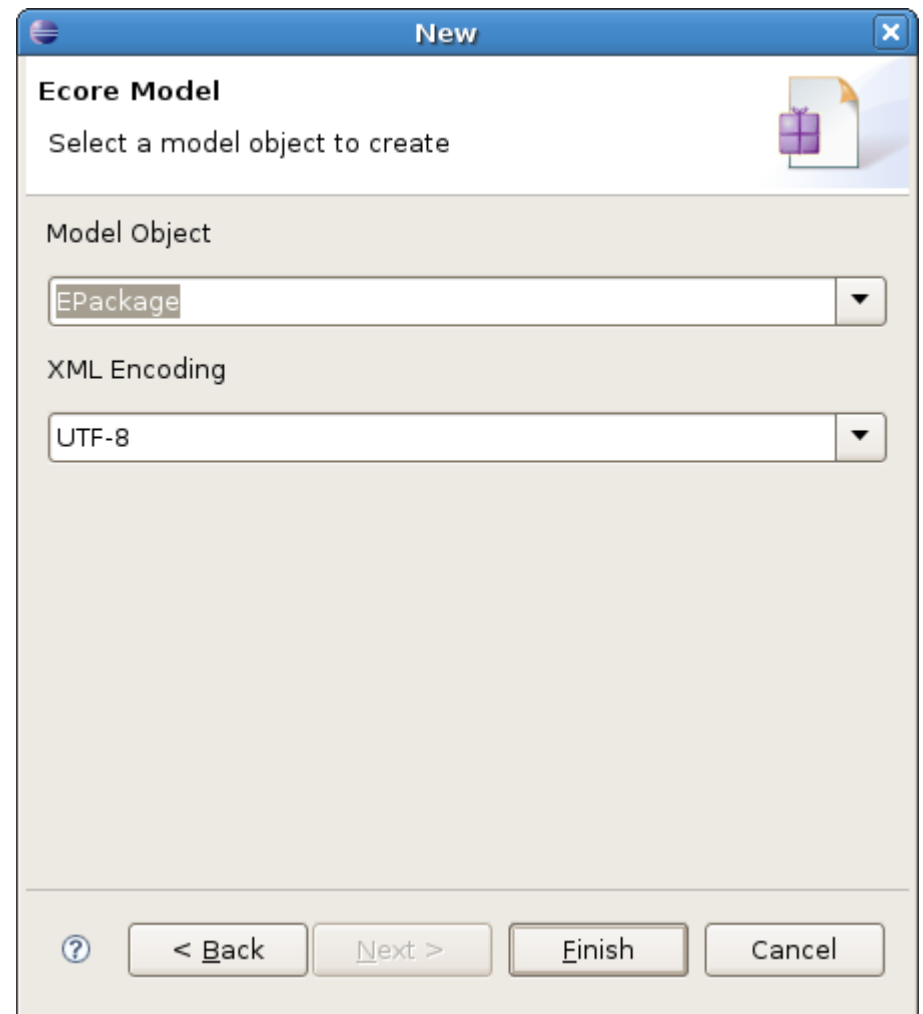 New
Ecore Model
Select a model object to create
Model Object
EPackage
XML Encoding
UTF-8
< Back Next > Finish Cancel